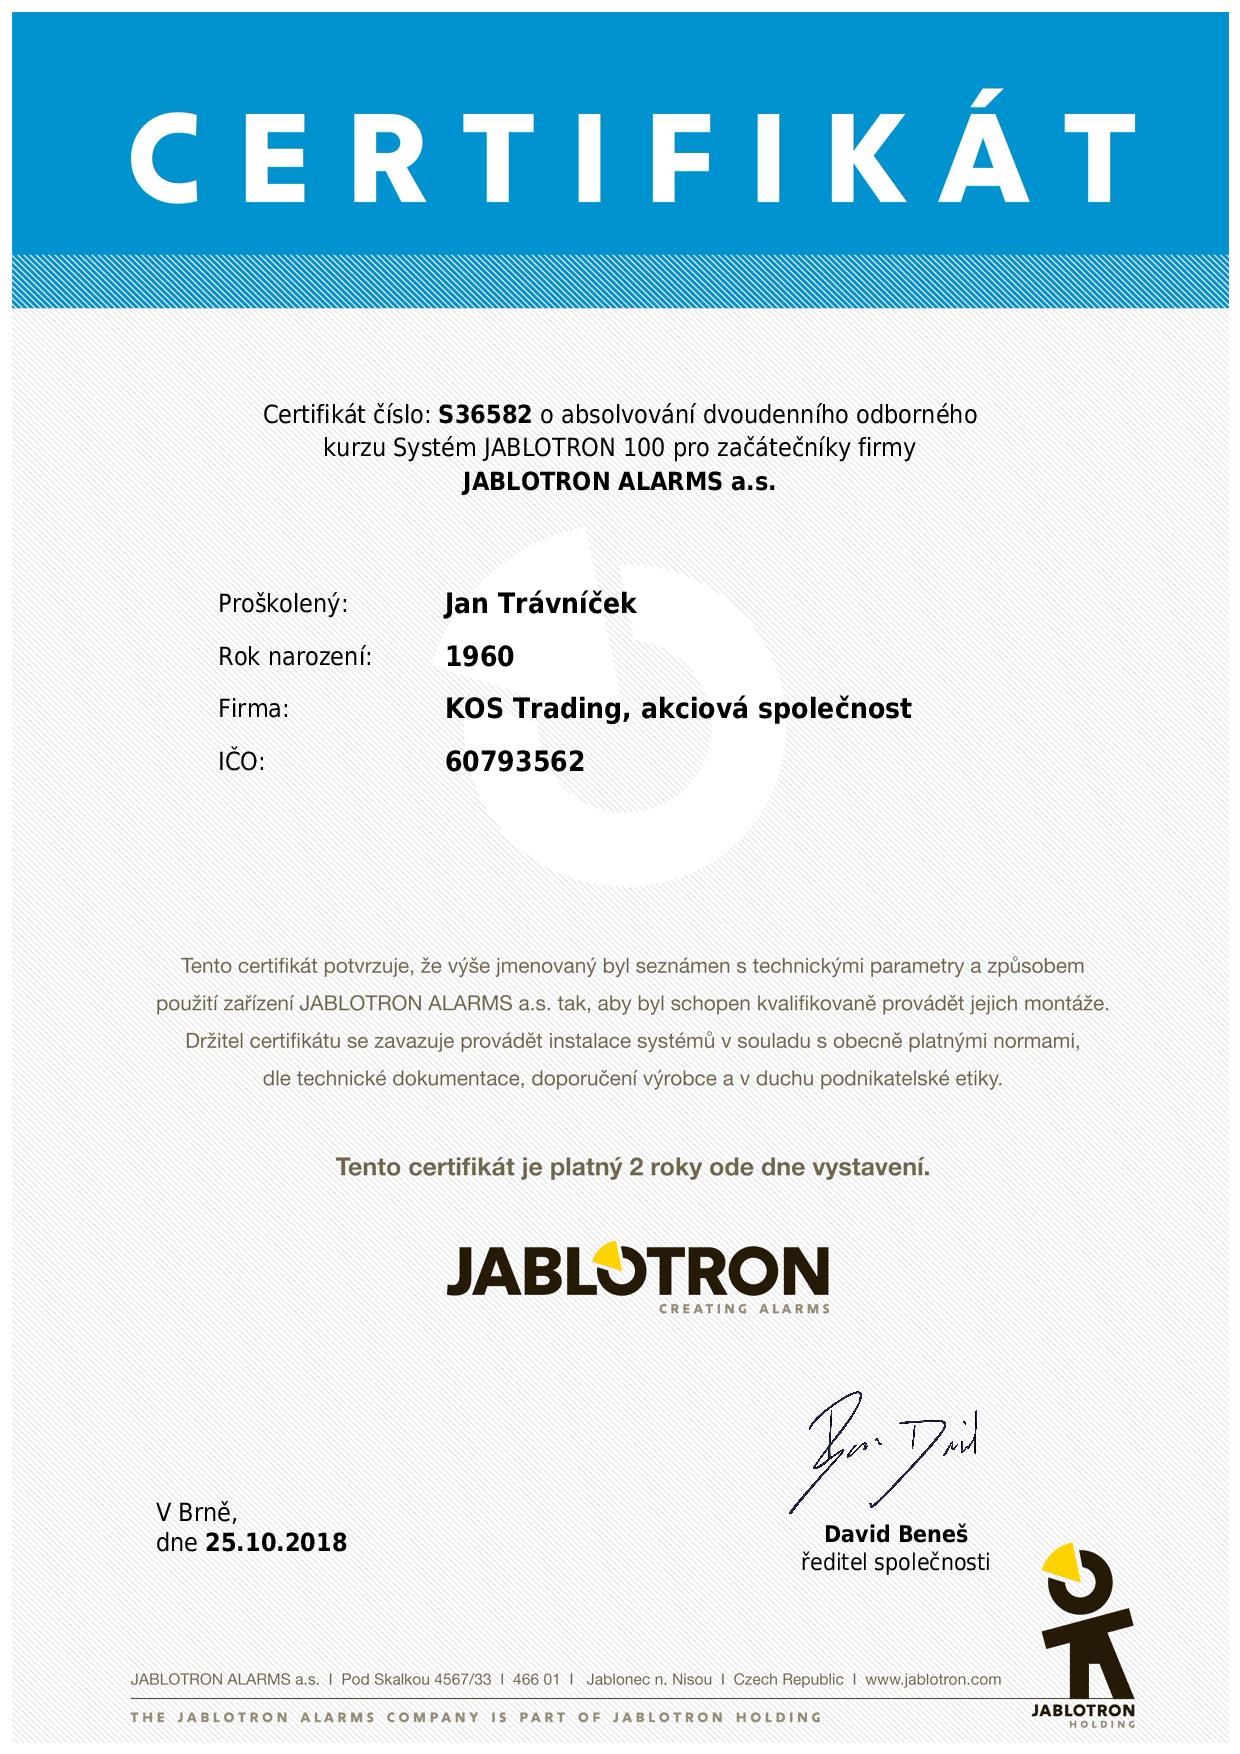 CERTIFIKÁT
Certifikát číslo: S36582 o absolvování dvoudenního odborného
kurzu Systém JABLOTRON 100 pro začátečníky firmy
JABLOTRON ALARMS a.s.
Proškolený: Jan Trávníček
Rok narození: 1960
Firma: KOS Trading, akciová společnost
IČO: 60793562
Tento certifikát potvrzuje, že výše jmenovaný byl seznámen s technickými parametry a způsobem
použití zařízení JABLOTRON ALARMS a.s. tak, aby byl schopen kvalifikovaně provádět jejich montáže.
Držitel certifikátu se zavazuje provádět instalace systémů v souladu s obecně platnými normami,
dle technické dokumentace, doporučení výrobce a v duchu podnikatelské etiky.
Tento certifikát je platný 2 roky ode dne vystavení.
JABLOTRON
CREATING ALARMS
V Brně,
dne 25.10.2018
David Beneš
ředitel společnosti
JABLOTRON ALARMS a.s. I Pod Skalkou 4567/33 I 466 01 I Jablonec n. Nisou I Czech Republic I www.jablotron.com
THE JABLOTRON ALARMS COMPANY IS PART OF JABLOTRON HOLDING
JABLOTRON
HOLDING